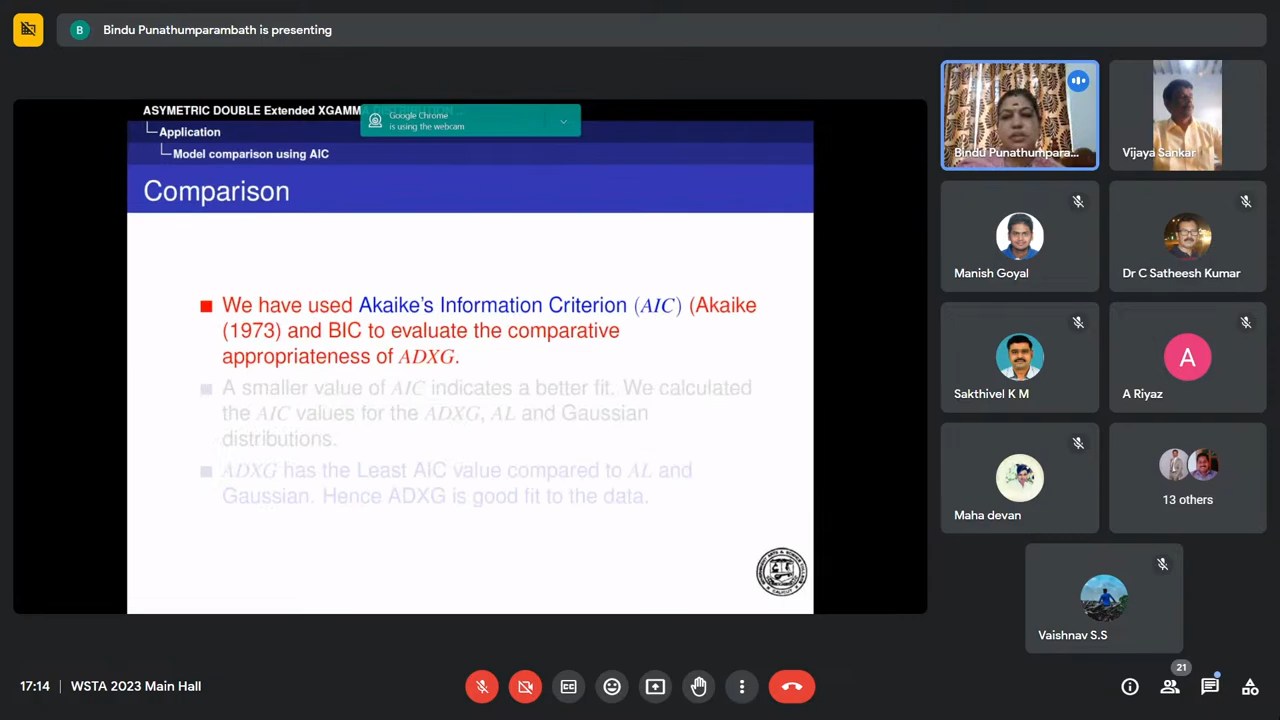 B
Bindu Punathumparambath is presenting
ASYMETRIC DOUBLE Extended XGAMMA
Google Chrome
is using the webcam
Application
Model comparison using AIC
Comparison
We have used Akaike's Information Criterion (AIC) (Akaike
(1973) and BIC to evaluate the comparative
appropriateness of ADXG.
A smaller value of AIC indicates a better fit. We calculated
the AIC values for the ADXG, AL and Gaussian
distributions.
ADXG has the Least AIC value compared to AL and
Gaussian. Hence ADXG is good fit to the data.
Bindu Punathumpara...
Vijaya Sankar
Manish Goyal
Dr C Satheesh Kumar
Sakthivel K M
A
A Riyaz
Maha devan
13 others
Vaishnav S.S
17:14 | WSTA 2023 Main Hall
21